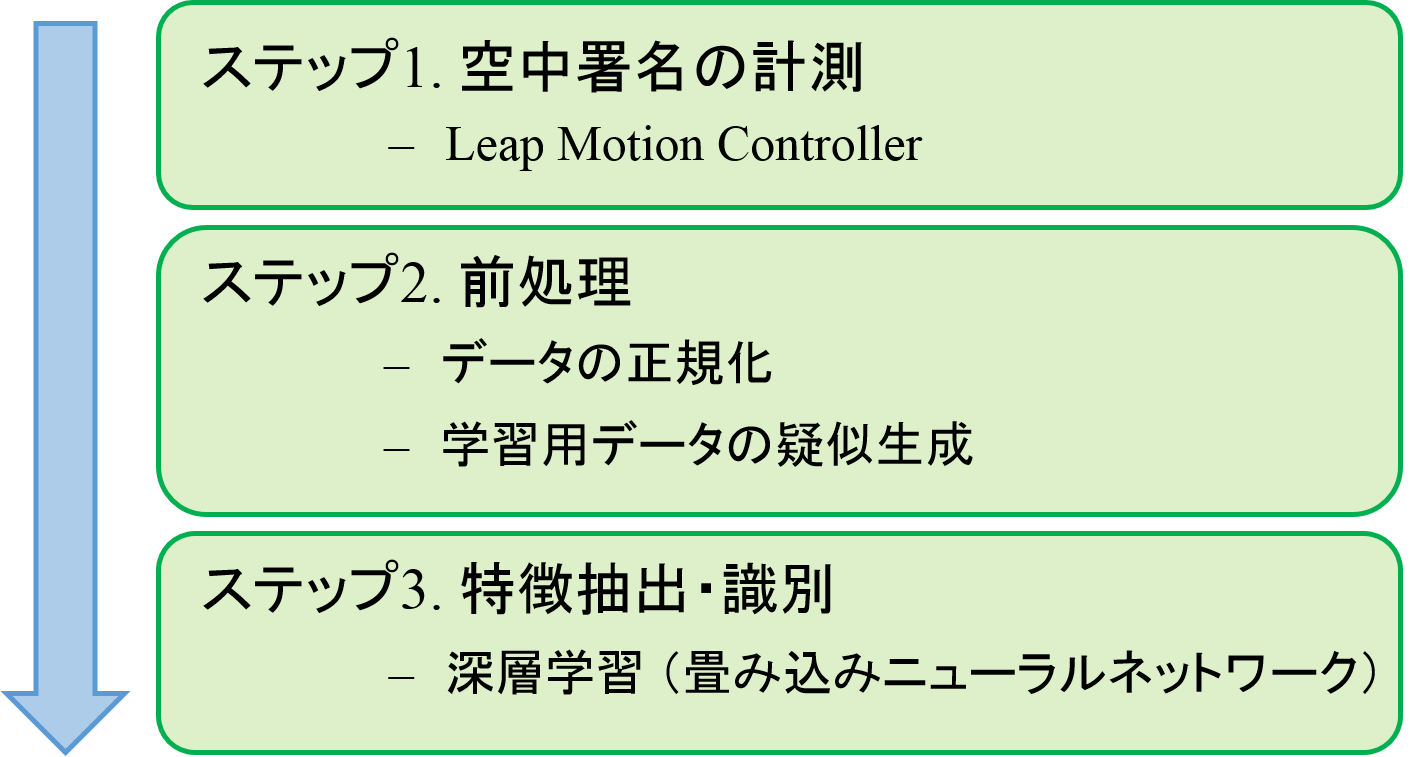 ステップ1. 空中署名の計測
– Leap Motion Controller
ステップ2. 前処理
– データの正規化
– 学習用データの疑似生成
ステップ3. 特徴抽出・識別
– 深層学習（畳み込みニューラルネットワーク）